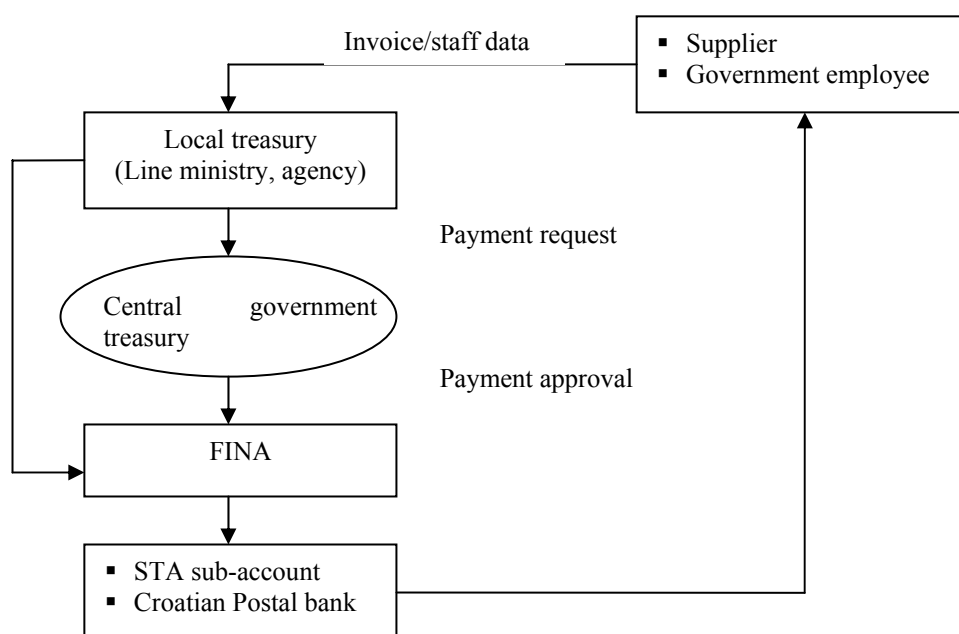 Invoice/staff data
▪ Supplier
▪ Government employee
Local treasury
(Line ministry, agency)
Payment request
Central government
treasury
Payment approval
FINA
▪ STA sub-account
▪ Croatian Postal bank